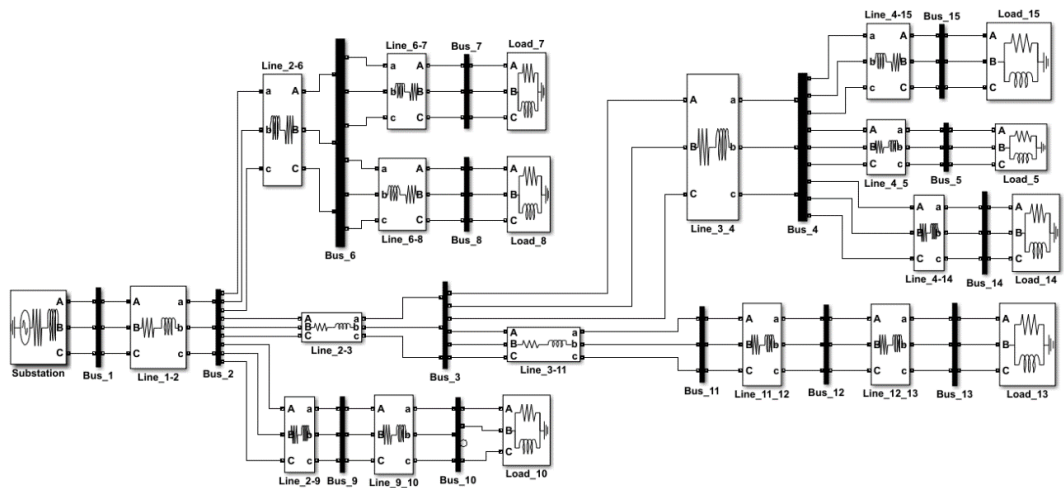 Line_4-15
Bus_15
Load_15
a
A
b
B
c
C
A
B
C
Line_6-7
Bus_7
Load_7
a
A
b
B
c
C
A
B
C
Line_2-6
a
A
b
B
c
C
A
a
B
b
C
c
Line_3_4
Bus_4
A
a
B
b
C
c
A
B
C
Line_4_5
Bus_5
Load_5
a
A
b
B
c
C
A
B
C
Line_6-8
Bus_8
Load_8
Bus_6
A
a
B
b
C
c
A
B
C
Line_4-14
Bus_14
Load_14
A
B
C
Substation
Bus_1
A
a
B
b
C
c
Line_1-2
Bus_2
A
a
B
b
C
c
Line_2-3
Bus_3
A
a
B
b
C
c
Line_3-11
Bus_11
A
a
B
b
C
c
Line_11_12
Bus_12
A
a
B
b
C
c
Line_12_13
Bus_13
A
B
C
Load_13
A
a
B
b
C
c
Line_2-9
Bus_9
A
a
B
b
C
c
Line_9_10
Bus_10
A
B
C
Load_10